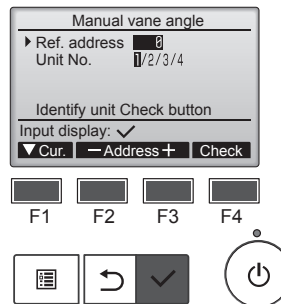 Manual vane angle
Ref. address 0
Unit No. 1/2/3/4
Identify unit Check button
Input display: ✓
▼Cur. －Address＋ Check
F1 F2 F3 F4